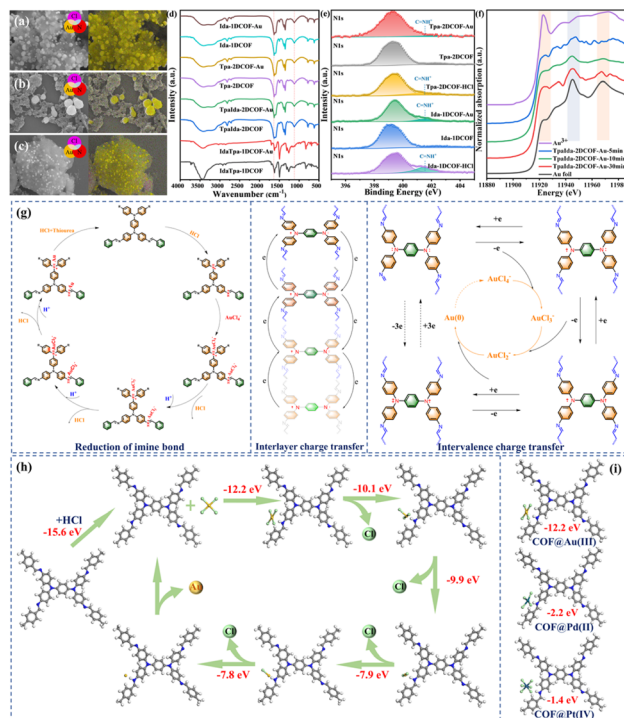 (a)
Cl
Au
N
(b)
Cl
Au
N
(c)
Cl
Au
N
(d)
Ida-1DCOF-Au
Ida-1DCOF
Tpa-2DCOF-Au
Tpa-2DCOF
TpaIda-2DCOF-Au
TpaIda-2DCOF
IdaTpa-1DCOF-Au
IdaTpa-1DCOF
Intensity (a.u.)
4000 3500 3000 2500 2000 1500 1000 500
Wavenumber (cm⁻¹
(e)
N1s
C=NH⁺
Tpa-2DCOF-Au
N1s
Tpa-2DCOF
N1s
C=NH⁺
Tpa-2DCOF-HCl
N1s
C=NH⁺
Ida-1DCOF-Au
N1s
Ida-1DCOF
N1s
C=NH⁺
Ida-1DCOF-HCl
Intensity (a.u.)
396 398 400 402 404
Binding Energy (eV)
(f)
Normalized absorption (a.u.)
Au³⁺
TpaIda-2DCOF-Au-5min
TpaIda-2DCOF-Au-10min
TpaIda-2DCOF-Au-30min
Au foil
11880 11900 11920 11940 11960 1198
Energy (eV)
(g)
HCl+Thiourea
HCl
AuCl₄⁻
HCl
H⁺
HCl
H⁺
H⁺
HCl
Reduction of imine bond
e e
e e
e e
Interlayer charge transfer
+e
-e
AuCl₄⁻
Au(0)
AuCl₃⁻
AuCl₂⁻
-3e
+3e
-e
+e
+e
-e
Intervalence charge transfer
(h)
+HCl
-15.6 eV
+
-12.2 eV
-10.1 eV
Cl
Cl
-9.9 eV
Au
Cl
Cl
-7.8 eV
-7.9 eV
(i)
-12.2 eV
COF@Au(III)
-2.2 eV
COF@Pd(II)
-1.4 eV
COF@Pt(IV)